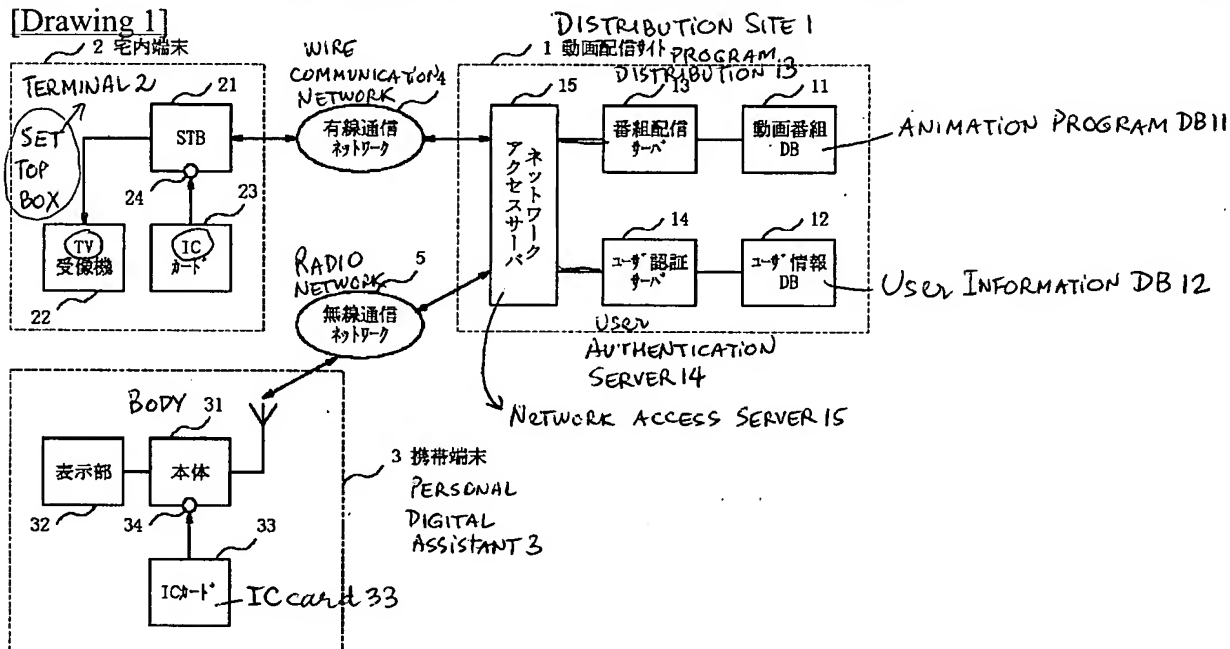 [Drawing 1]
2 宅内端末
TERMINAL 2
SET
TOP
BOX
21
STB
24
23
TV
受像機
22
IC
カード
WIRE
COMMUNICATION 4
NETWORK
有線通信
ネットワーク
RADIO
NETWORK 5
無線通信
ネットワーク
DISTRIBUTION SITE 1
1 動画配信サイト
PROGRAM
DISTRIBUTION 13
15
ネットワーク
アクセスサーバ
13
番組配信
サーバ
11
動画番組
DB
ANIMATION PROGRAM DB 11
14
ユーザ認証
サーバ
12
ユーザ情報
DB
USer INFORMATION DB 12
USer
AUTHENTICATION
SERVER 14
NeTWORK ACCESS SERVER 15
BODY
31
表示部
32
本体
34
33
ICカード
IC card 33
3 携帯端末
PERSONAL
DIGITAL
ASSISTANT 3